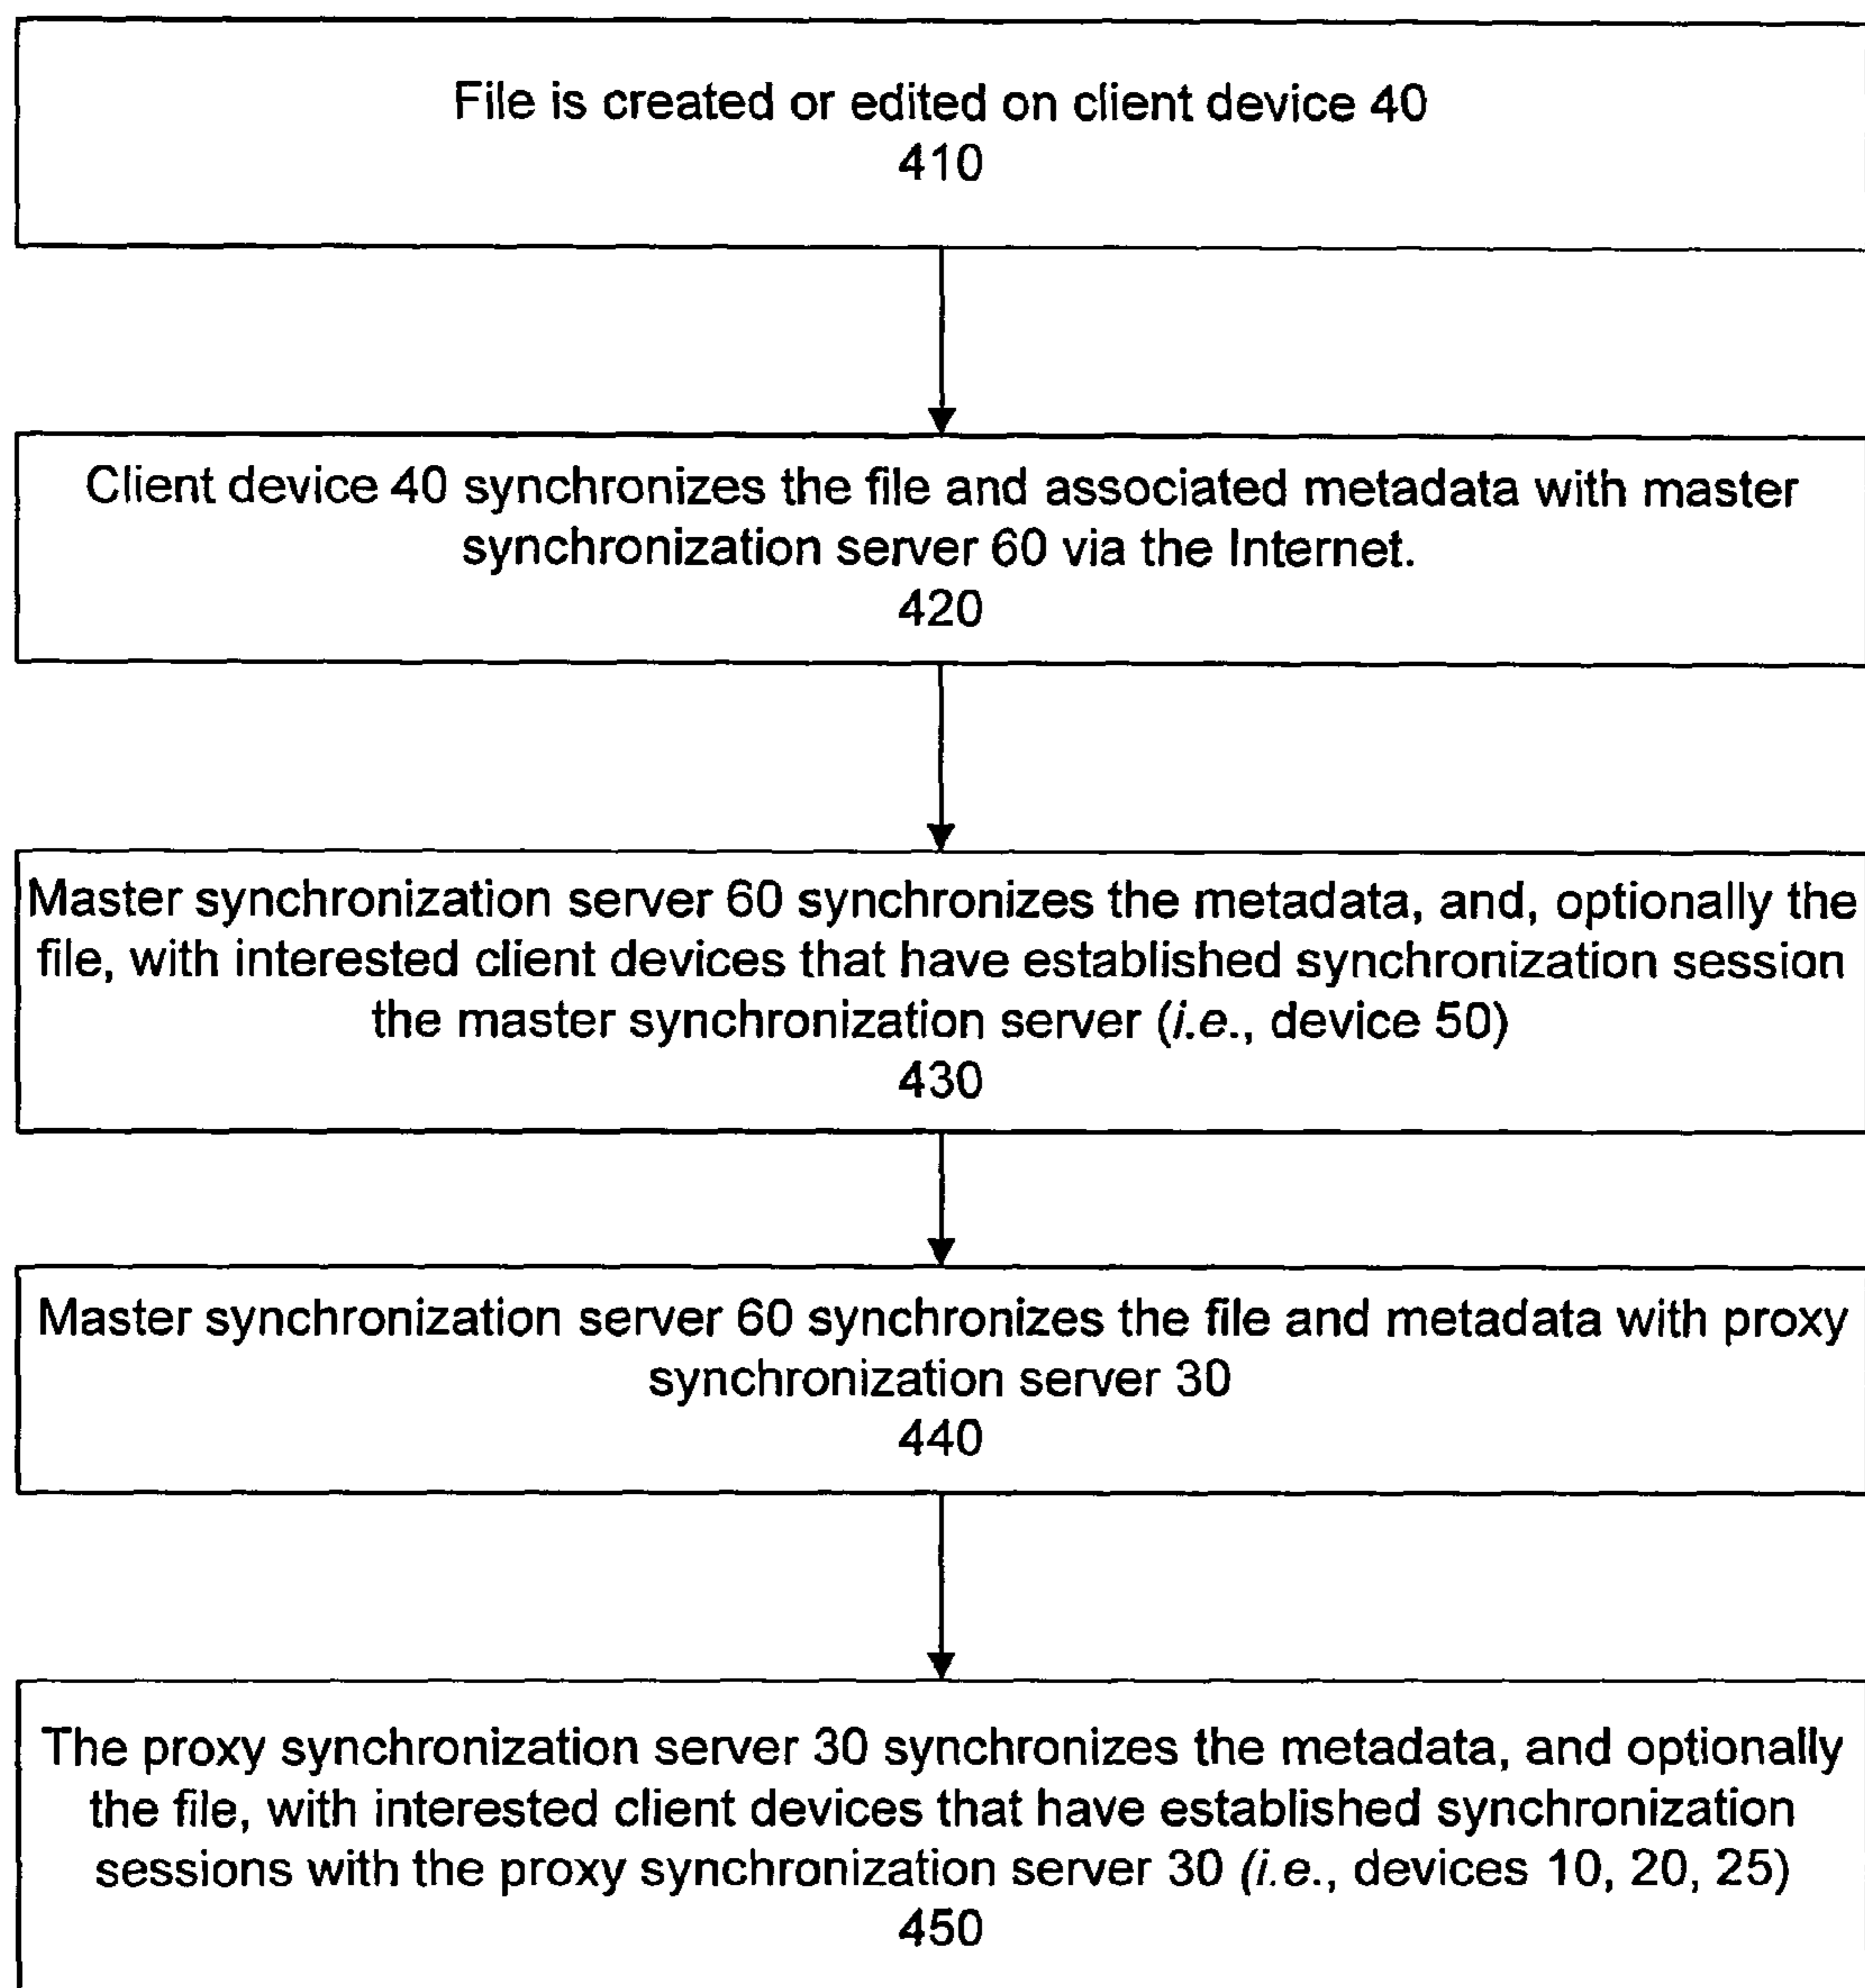 File is created or edited on client device 40
410
Client device 40 synchronizes the file and associated metadata with master
synchronization server 60 via the Internet.
420
Master synchronization server 60 synchronizes the metadata, and, optionally the
file, with interested client devices that have established synchronization session
the master synchronization server (i.e., device 50)
430
Master synchronization server 60 synchronizes the file and metadata with proxy
synchronization server 30
440
The proxy synchronization server 30 synchronizes the metadata, and optionally
the file, with interested client devices that have established synchronization
sessions with the proxy synchronization server 30 (i.e., devices 10, 20, 25)
450